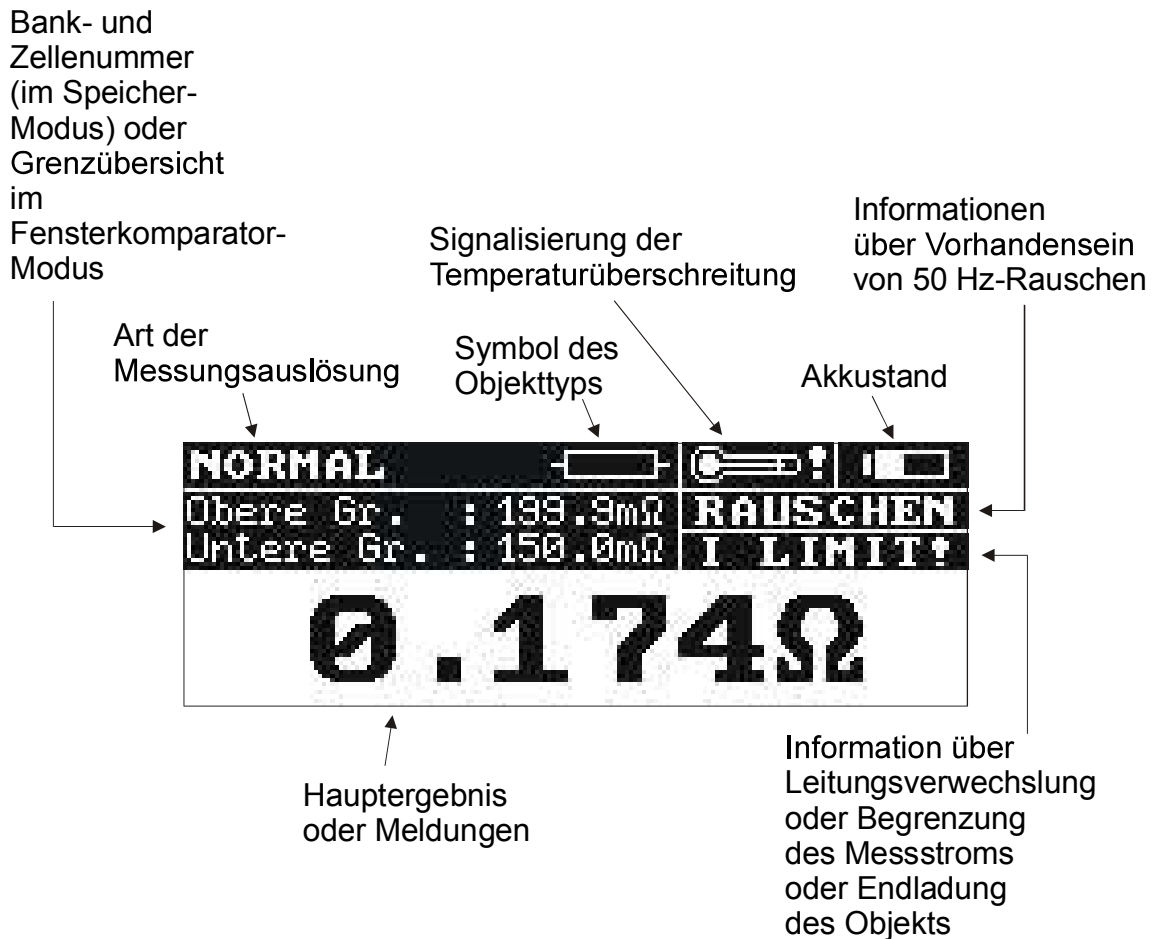 Bank- und
Zellenummer
(im Speicher-
Modus) oder
Grenzübersicht
im
Fensterkomparator-
Modus
Art der
Messungsauslösung
Signalisierung der
Temperaturüberschreitung
Symbol des
Objekttyps
Informationen
über Vorhandensein
von 50 Hz-Rauschen
Akkustand
NORMAL
Obere Gr. : 199.9mΩ
Untere Gr. : 150.0mΩ
!
RAUSCHEN
I LIMIT!
0.174Ω
Hauptergebnis
oder Meldungen
Information über
Leitungsverwechslung
oder Begrenzung
des Messstroms
oder Endladung
des Objekts